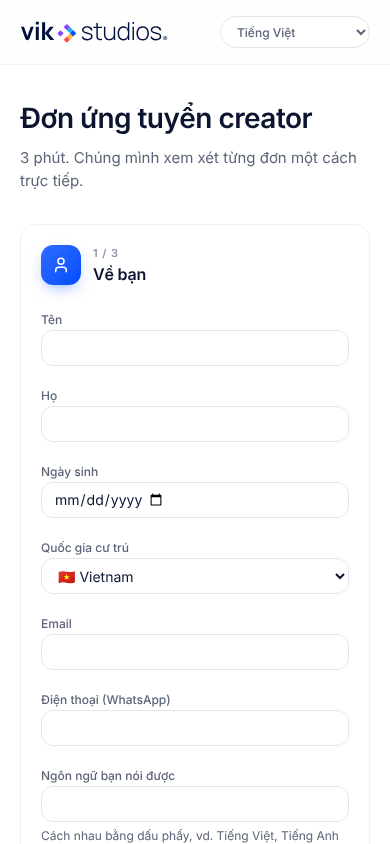 vik studios®
Tiếng Việt
Đơn ứng tuyển creator
3 phút. Chúng mình xem xét từng đơn một cách
trực tiếp.
1 / 3
Về bạn
Tên
Họ
Ngày sinh
mm/dd/yyyy
Quốc gia cư trú
🇻🇳 Vietnam
Email
Điện thoại (WhatsApp)
Ngôn ngữ bạn nói được
Cách nhau bằng dấu phẩy, vd. Tiếng Việt, Tiếng Anh